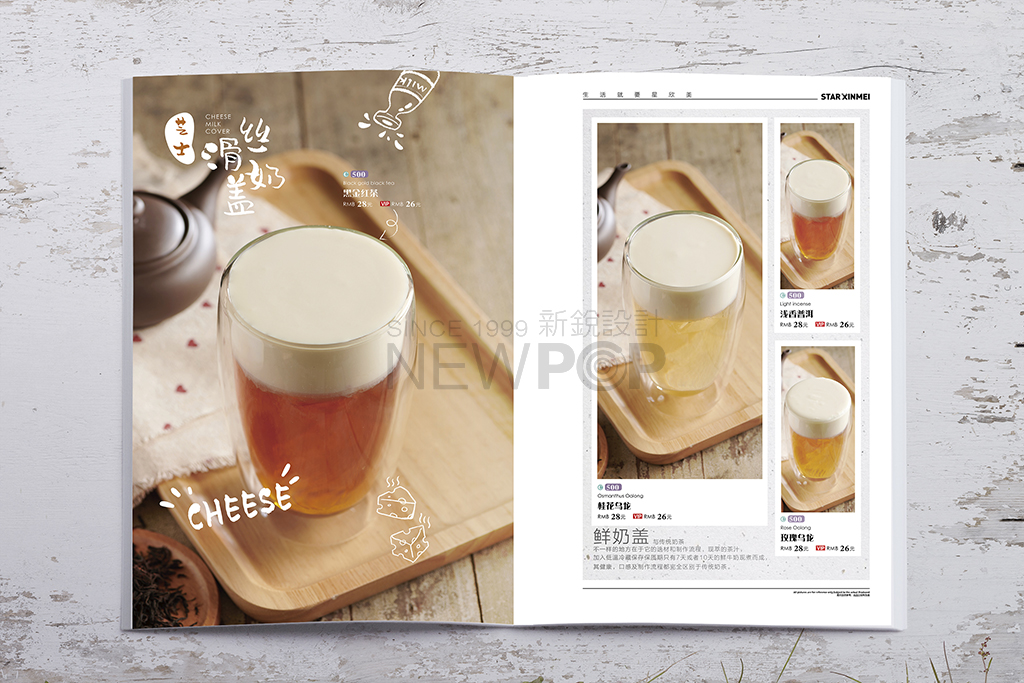 芝士
CHEESE
MILK
COVER
丝滑奶盖
MILK
C 500
Black gold black tea
黑金红茶
RMB 28元 VIP RMB 26元
CHEESE
SINCE 1999 新銳設計
NEWPOP
生活就要星欣美
STAR XINMEI
C 500
Light incense
浅香普洱
RMB 28元 VIP RMB 26元
C 500
Osmanthus Oolong
桂花乌龙
RMB 28元 VIP RMB 26元
C 500
Rose Oolong
玫瑰乌龙
RMB 28元 VIP RMB 26元
鲜奶盖 与传统奶茶
不一样的地方在于它的选材和制作流程，现萃的茶汁，
加入低温冷藏保存保质期只有7天或者10天的鲜牛奶现煮而成，
其健康，口感及制作流程都完全区别于传统奶茶。